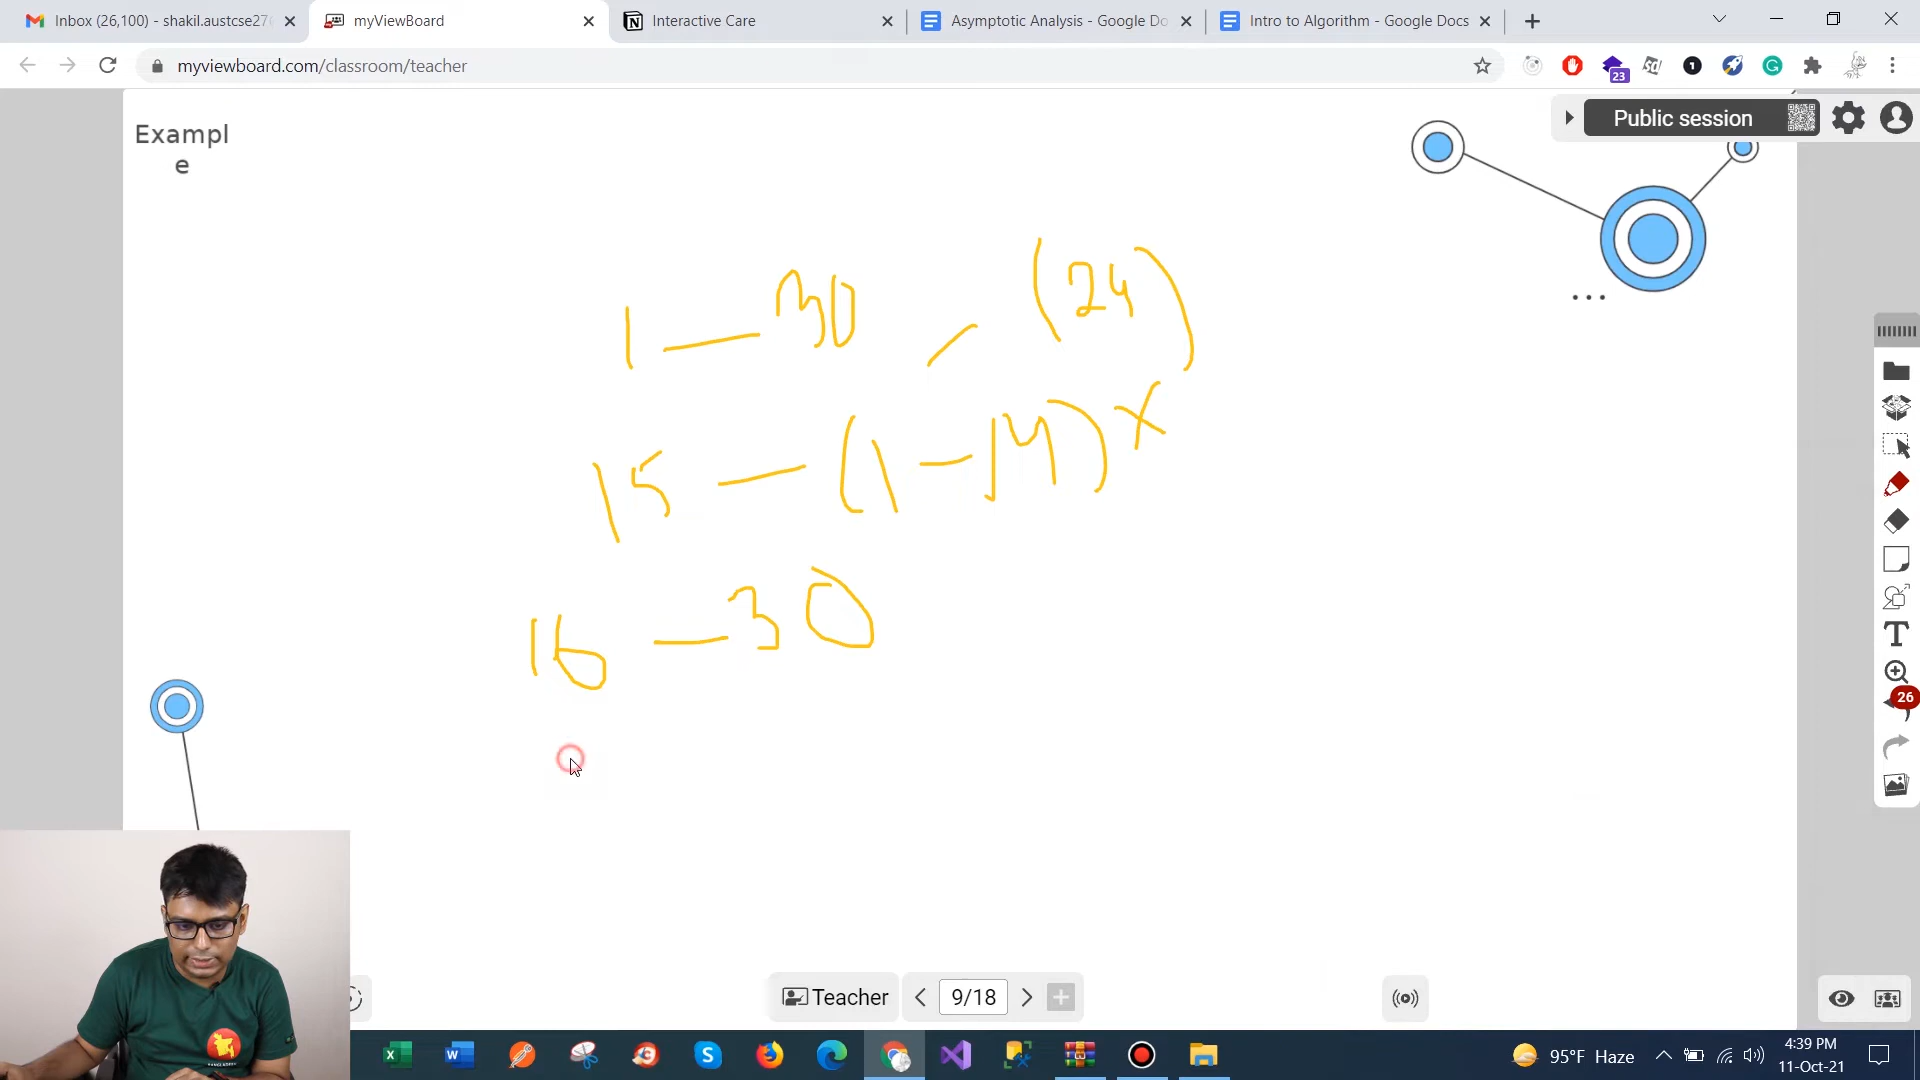 Inbox (26,100) - shakil.austcse27
myViewBoard
Interactive Care
Asymptotic Analysis - Google Do
Intro to Algorithm - Google Docs
myviewboard.com/classroom/teacher
23
Public session
Exampl
e
1 — 30 (24)
15 — (1 — 14) x
16 — 30
...
T
26
Teacher
9/18
95°F Haze
4:39 PM
11-Oct-21